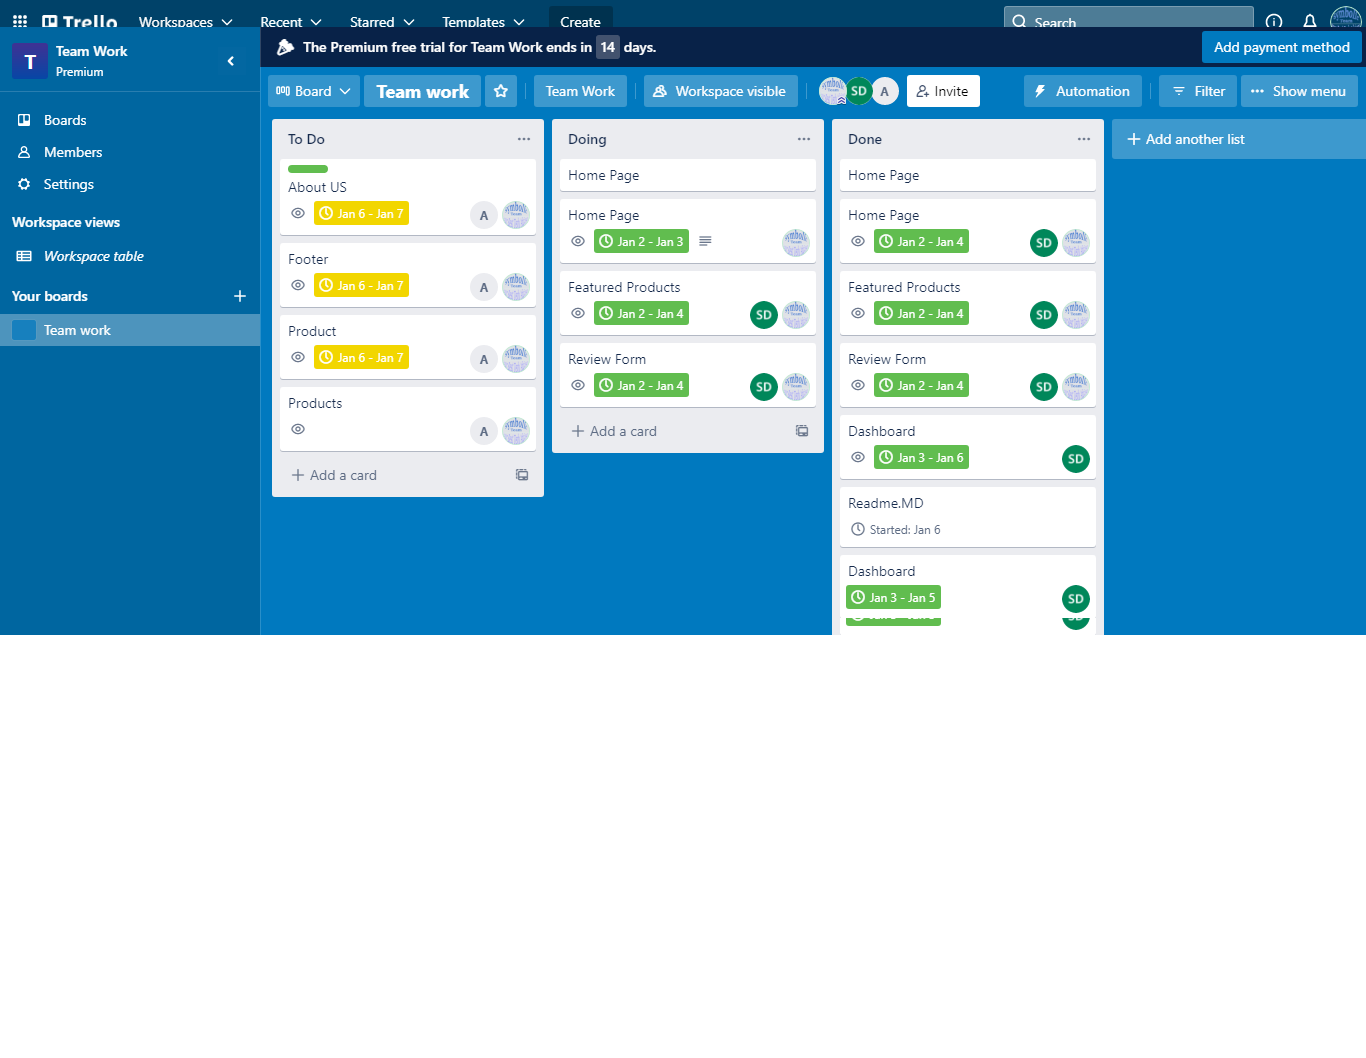 Trello Workspaces Recent Starred Templates Create Search
T Team Work
Premium
The Premium free trial for Team Work ends in 14 days. Add payment method
Board Team work Team Work Workspace visible SD A Invite Automation Filter Show menu
Boards
Members
Settings
Workspace views
Workspace table
Your boards
Team work
To Do
About US
Jan 6 - Jan 7 A
Footer
Jan 6 - Jan 7 A
Product
Jan 6 - Jan 7 A
Products
A
Add a card
Doing
Home Page
Home Page
Jan 2 - Jan 3
Featured Products
Jan 2 - Jan 4 SD
Review Form
Jan 2 - Jan 4 SD
Add a card
Done
Home Page
Home Page
Jan 2 - Jan 4 SD
Featured Products
Jan 2 - Jan 4 SD
Review Form
Jan 2 - Jan 4 SD
Dashboard
Jan 3 - Jan 6 SD
Readme.MD
Started: Jan 6
Dashboard
Jan 3 - Jan 5 SD
Add another list